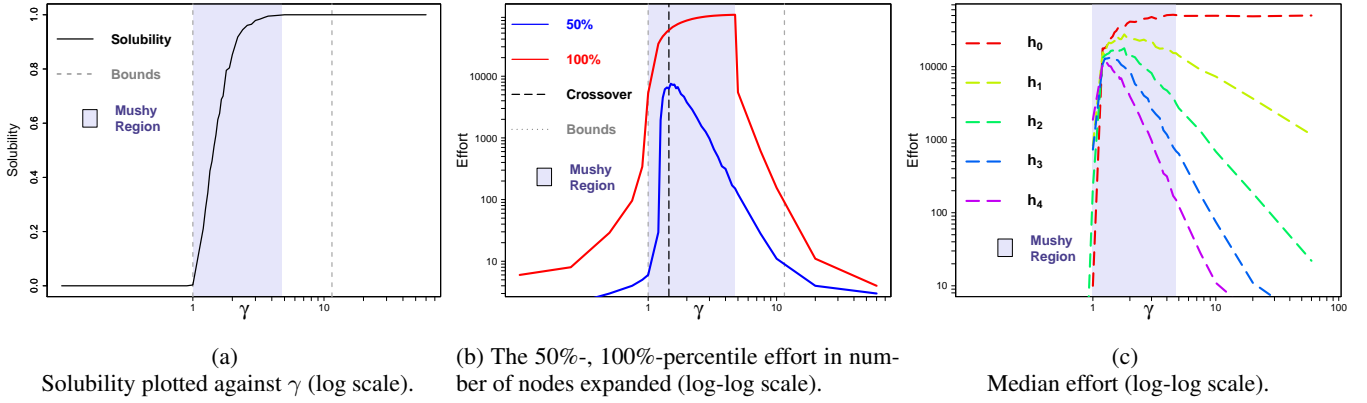 Solubility
0.0
0.2
0.4
0.6
0.8
1.0
Solubility
Bounds
Mushy
Region
1
10
γ
(a)
Solubility plotted against γ (log scale).
Effort
10
100
1000
10000
50%
100%
Crossover
Bounds
Mushy
Region
1
10
γ
(b) The 50%-, 100%-percentile effort in num-
ber of nodes expanded (log-log scale).
Effort
10
100
1000
10000
h0
h1
h2
h3
h4
Mushy
Region
1
10
100
γ
(c)
Median effort (log-log scale).